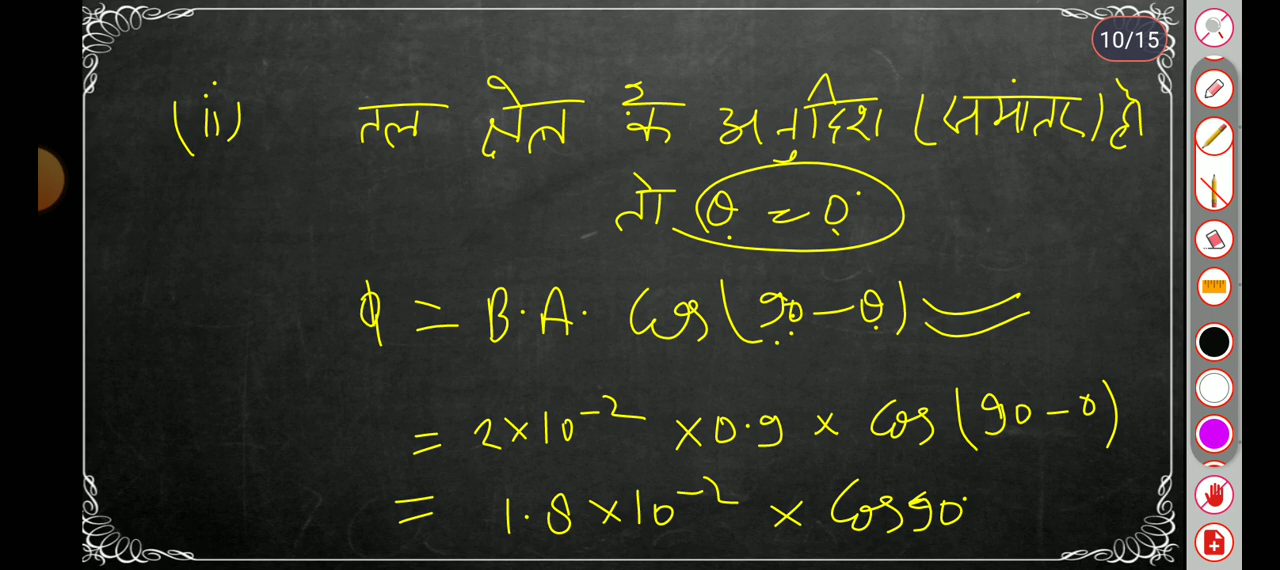 10/15
(ii) तल क्षेत्र के अनुदिश (समांतर) हो
तो θ = 0°
ϕ = B·A· Cos(90-θ)
= 2×10⁻² ×0.9 × Cos(90-0)
= 1.8×10⁻² × Cos90°